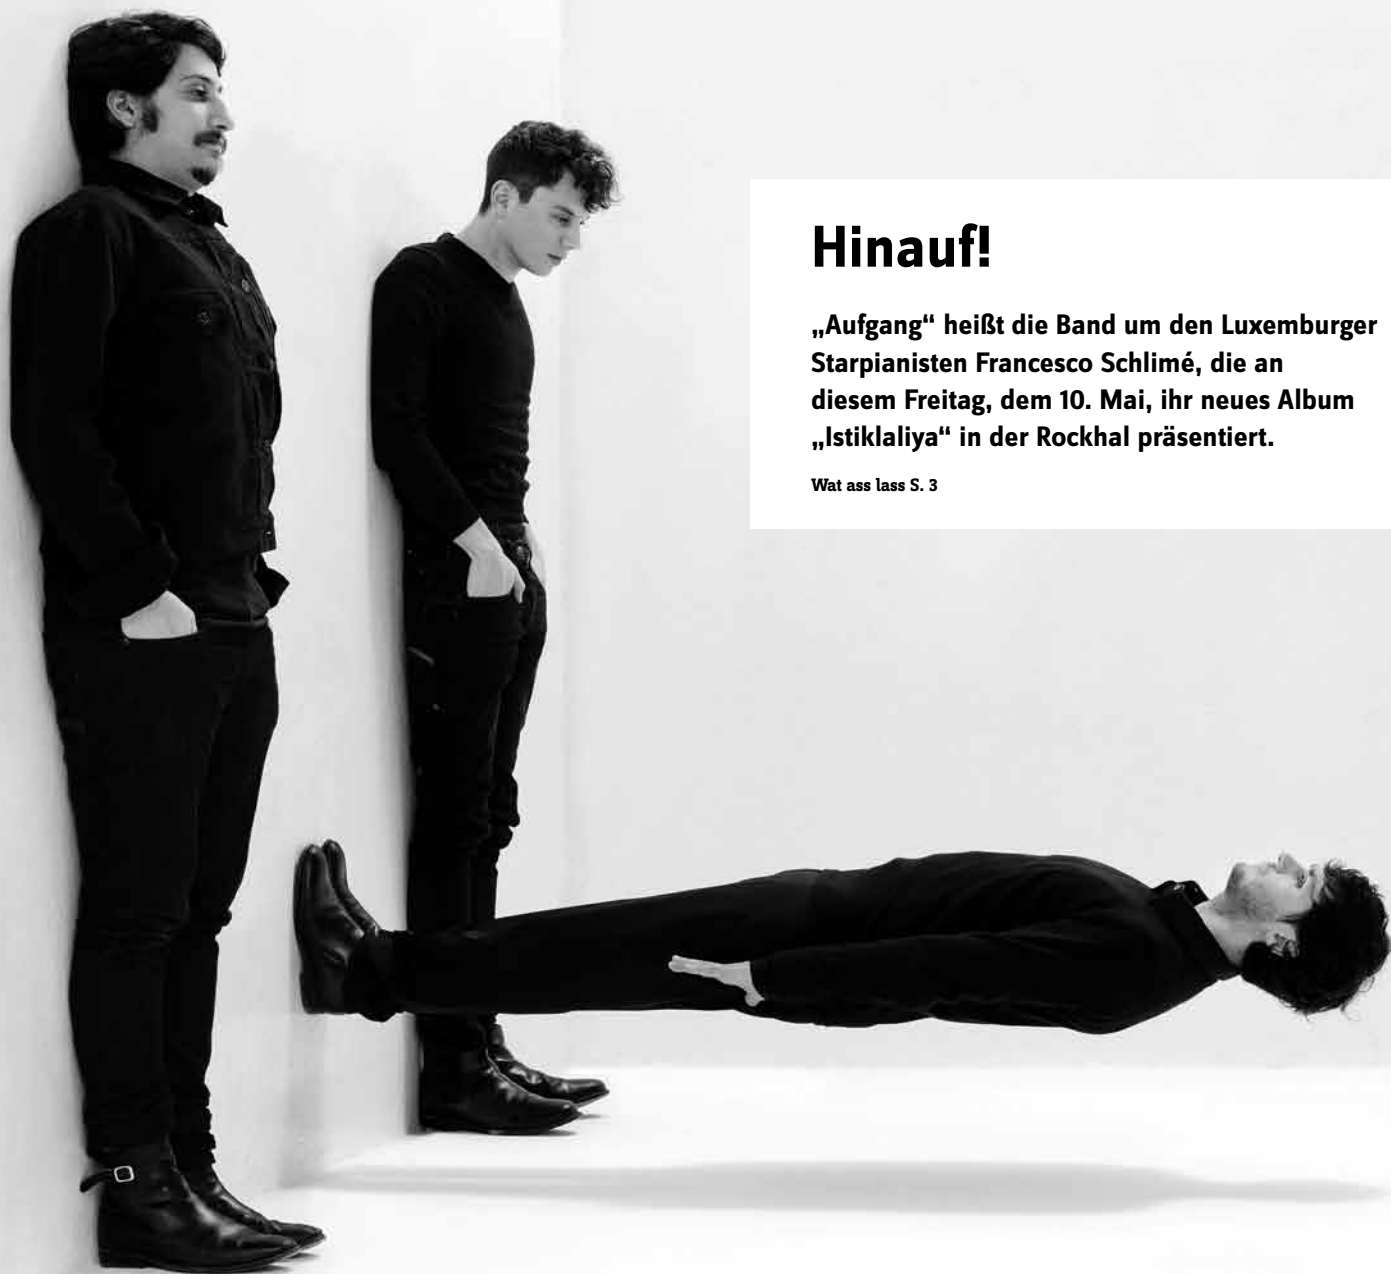 Hinauf!
„Aufgang“ heißt die Band um den Luxemburger
Starpianisten Francesco Schlimé, die an
diesem Freitag, dem 10. Mai, ihr neues Album
„Istiklaliya“ in der Rockhal präsentiert.
Wat ass lass S. 3